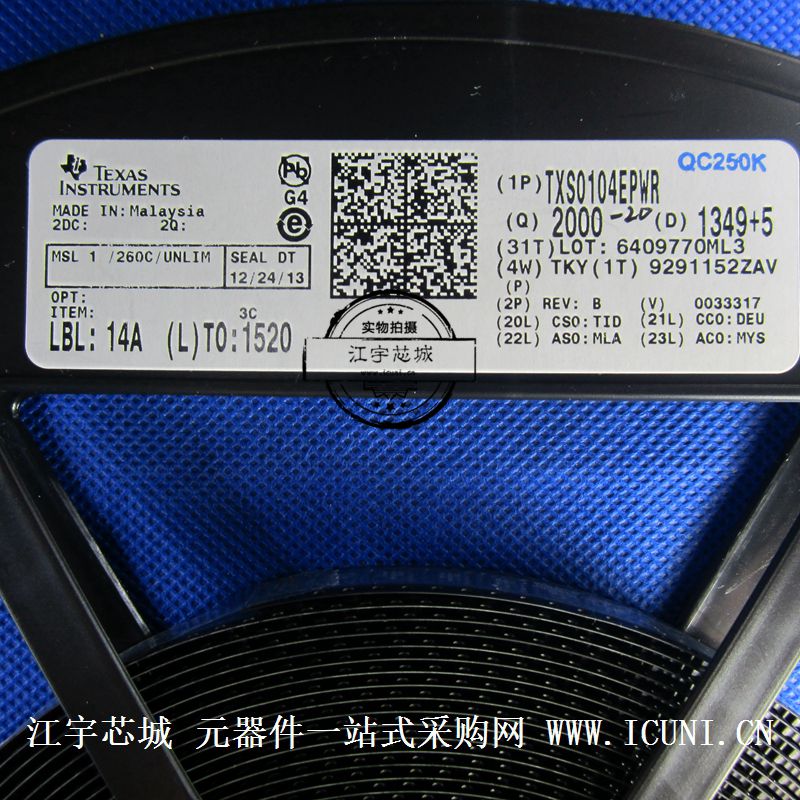 TEXAS
INSTRUMENTS
MADE IN: Malaysia
2DC: 2Q:
MSL 1 /260C/UNLIM
SEAL DT
12/24/13
OPT:
ITEM:
3C
LBL: 14A (L)TO:1520
Pb
G4
e
QC250K
(1P)TXS0104EPWR
(Q) 2000 -20 (D) 1349+5
(31T)LOT: 6409770ML3
(4W) TKY(1T) 9291152ZAV
(P)
(2P) REV: B (V) 0033317
(20L) CSO:TID (21L) CCO:DEU
(22L) ASO:MLA (23L) ACO:MYS
实物拍摄
江宇芯城
www.icuni.cn
江宇芯城 元器件一站式采购网 WWW.ICUNI.CN